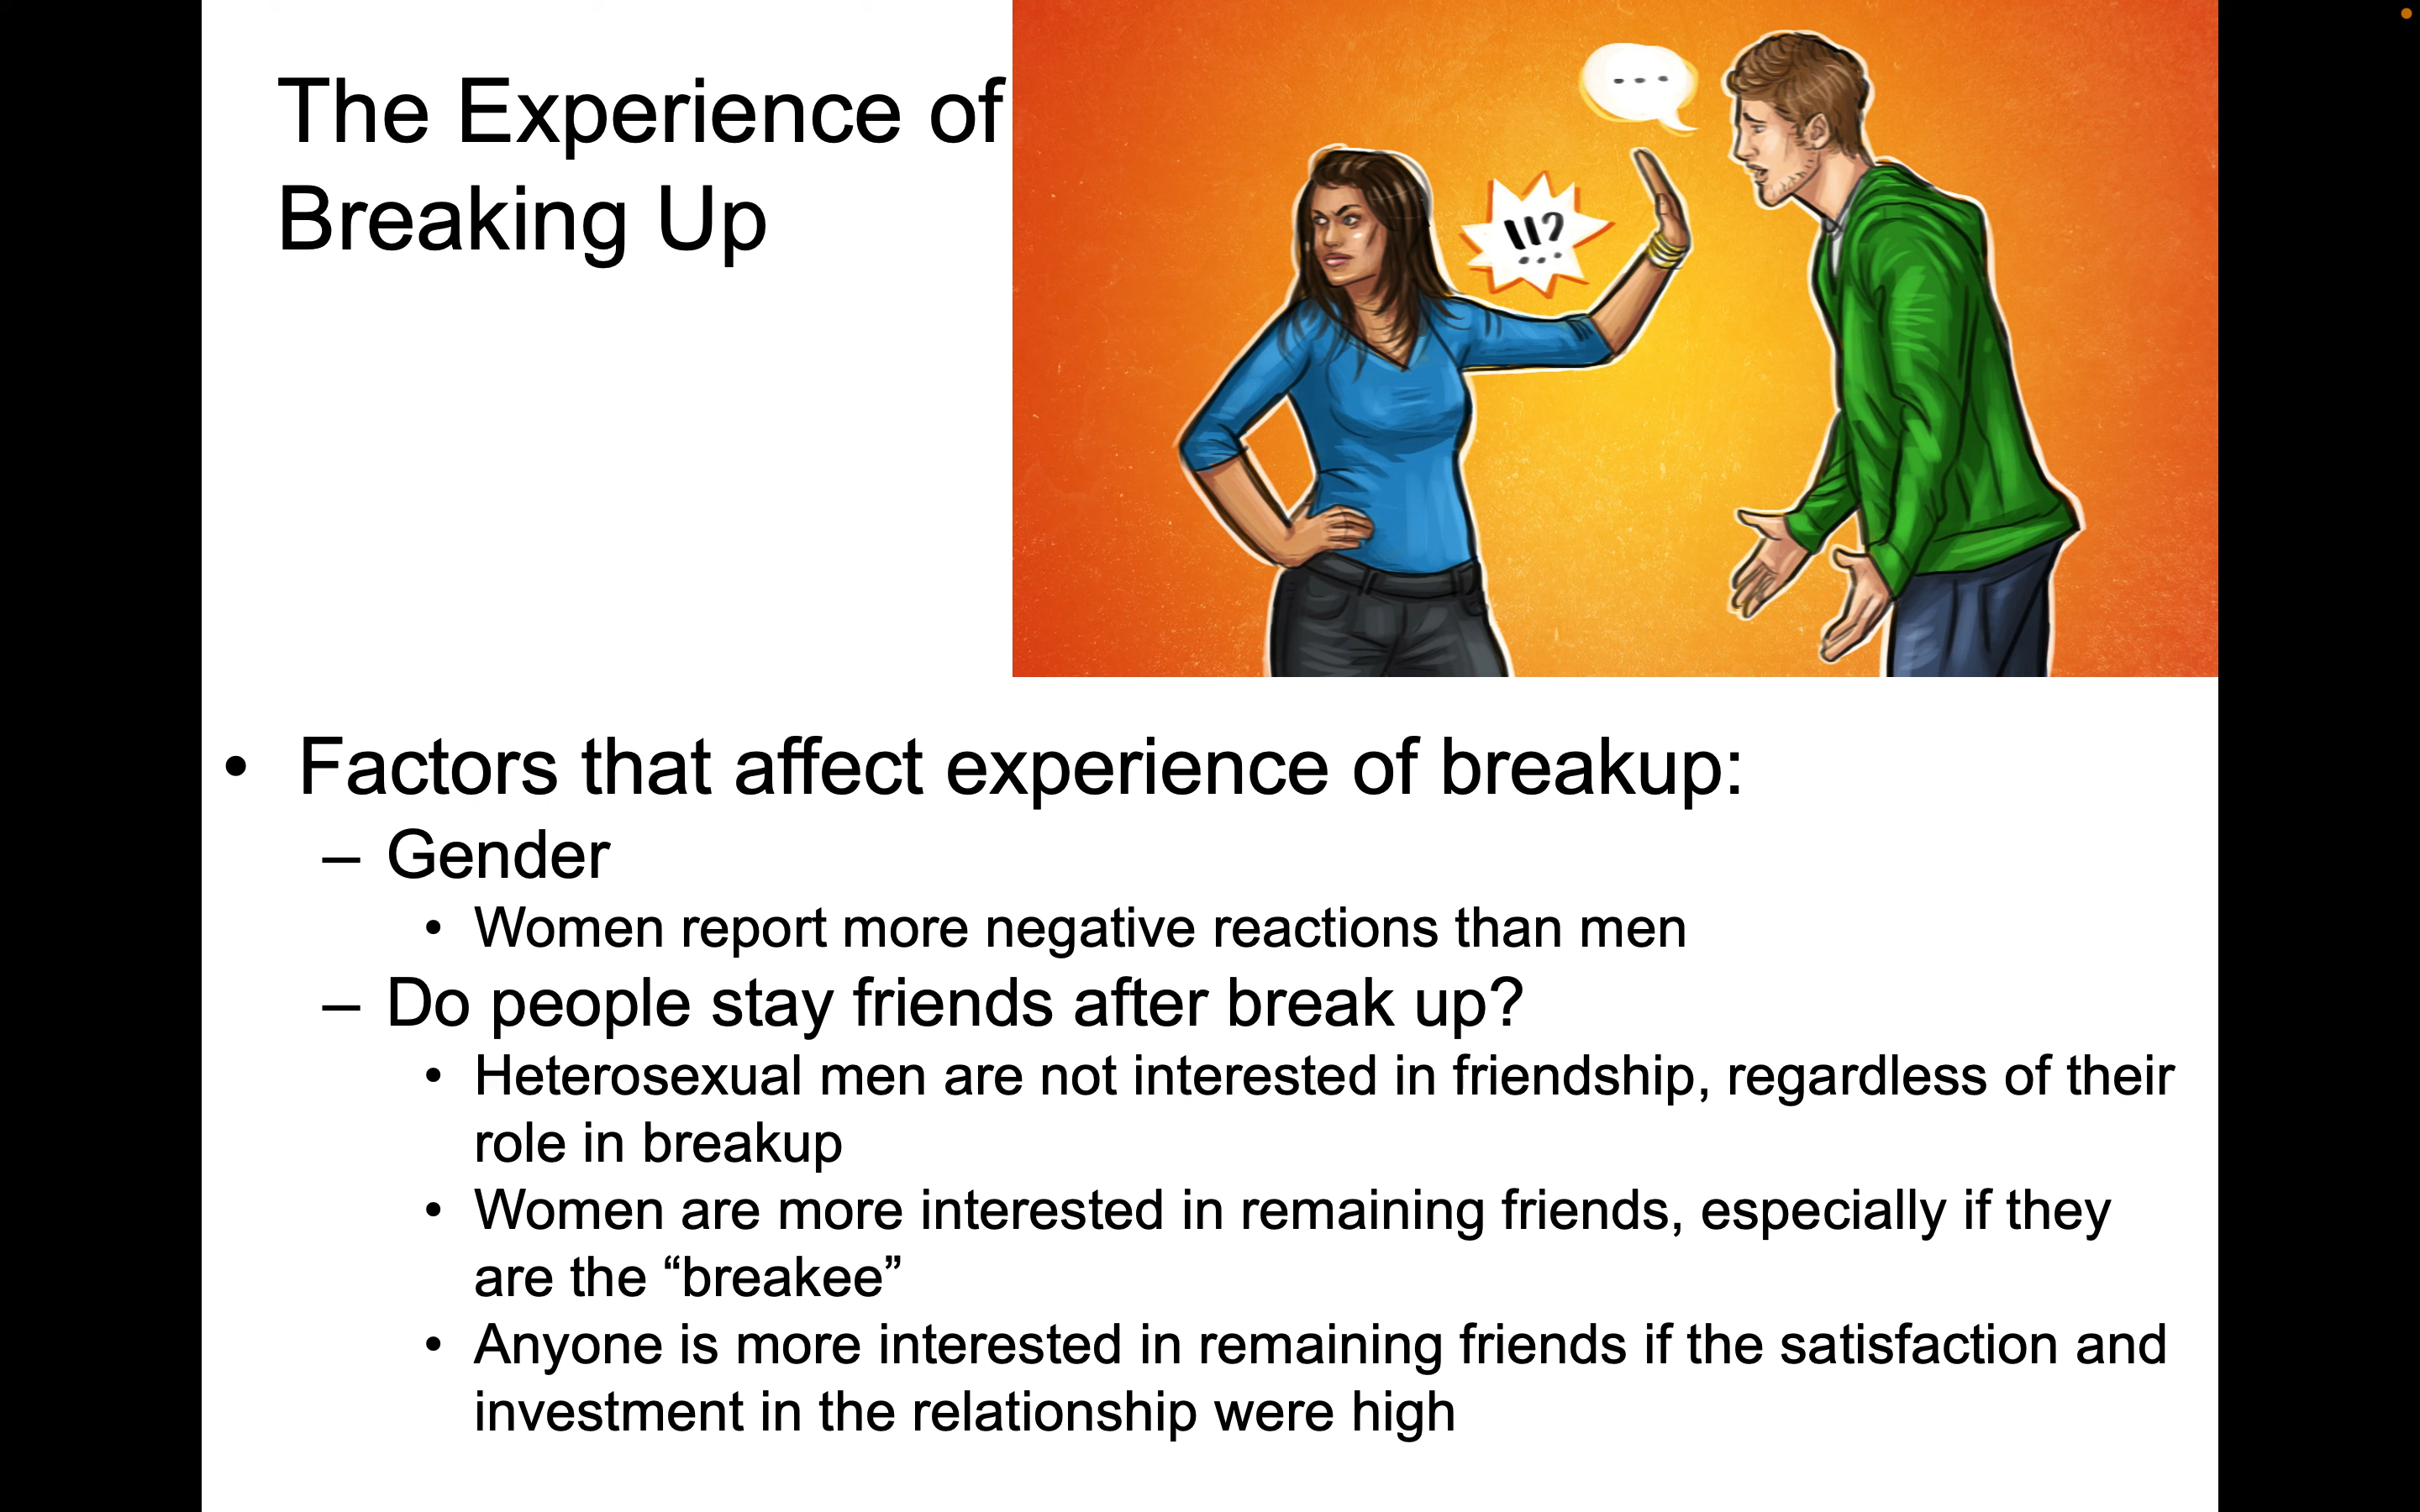 The Experience of
Breaking Up
---
\\?
...
• Factors that affect experience of breakup:
– Gender
• Women report more negative reactions than men
– Do people stay friends after break up?
• Heterosexual men are not interested in friendship, regardless of their
role in breakup
• Women are more interested in remaining friends, especially if they
are the “breakee”
• Anyone is more interested in remaining friends if the satisfaction and
investment in the relationship were high